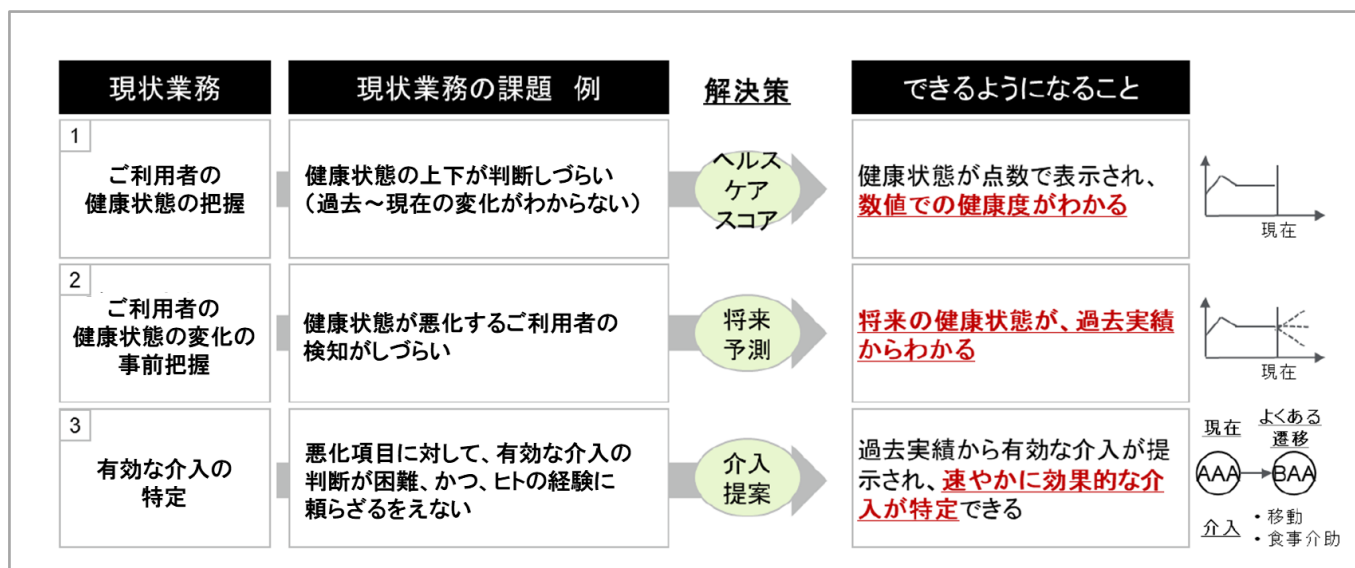 現状業務
現状業務の課題 例
解決策
できるようになること
1
ご利用者の
健康状態の把握
健康状態の上下が判断しづらい
（過去～現在の変化がわからない）
ヘルス
ケア
スコア
健康状態が点数で表示され、
数値での健康度がわかる
現在
2
ご利用者の
健康状態の変化の
事前把握
健康状態が悪化するご利用者の
検知がしづらい
将来
予測
将来の健康状態が、過去実績
からわかる
現在
3
有効な介入の
特定
悪化項目に対して、有効な介入の
判断が困難、かつ、ヒトの経験に
頼らざるをえない
介入
提案
過去実績から有効な介入が提
示され、速やかに効果的な介
入が特定できる
現在
よくある
遷移
AAA
BAA
介入
・移動
・食事介助